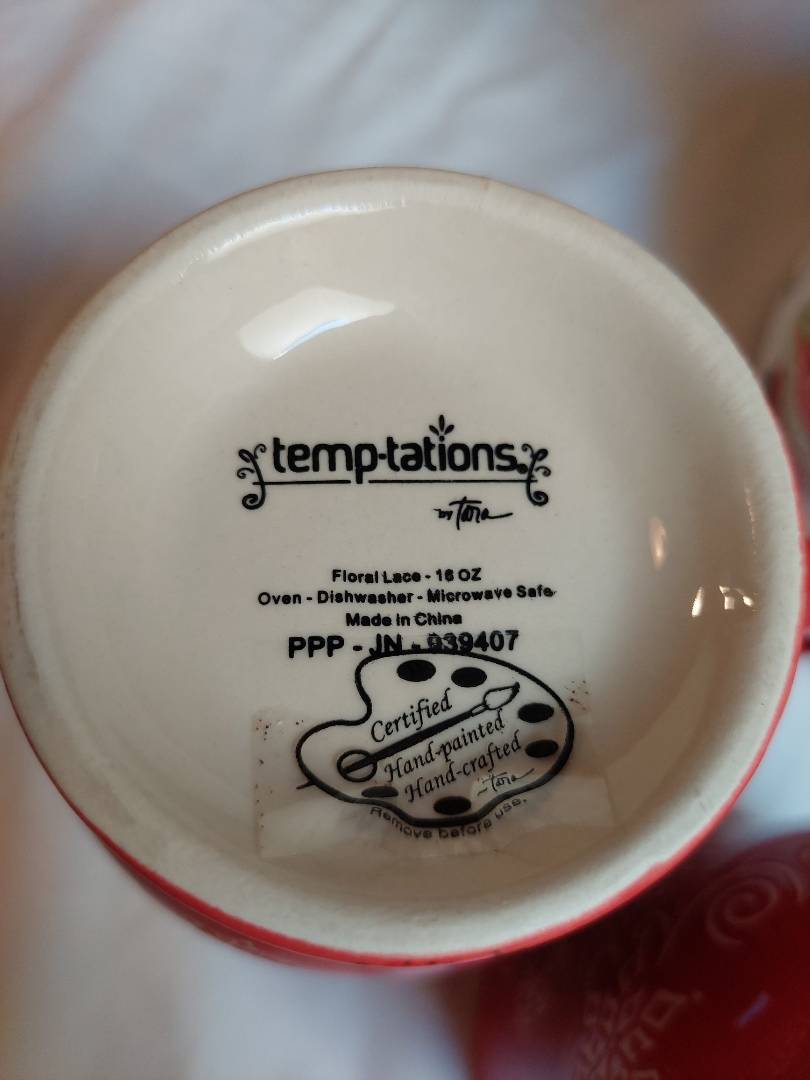 temp-tations®
by Tara
Floral Lace - 16 OZ
Oven - Dishwasher - Microwave Safe
Made in China
PPP - JN - 939407
Certified
Hand-painted
Hand-crafted
Tara
Remove before use.